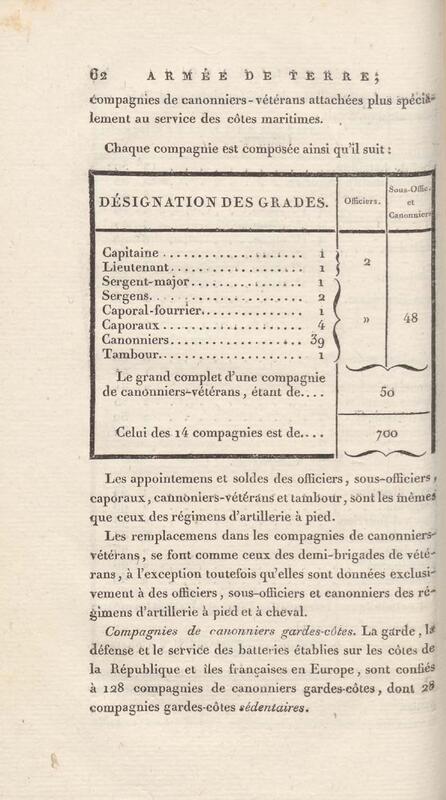 62 ARMÉE DE TERRE;
compagnies de canonniers-vétérans attachées plus spécia-
lement au service des côtes maritimes.
Chaque compagnie est composée ainsi qu'il suit :
DÉSIGNATION DES GRADES. Officiers. Sous-Offic. et Canonniers
Capitaine ..................... 1
Lieutenant..................... 1 2
Sergent-major.................. 1
Sergens........................ 2
Caporal-fourrier............... 1
Caporaux ...................... 4 » 48
Canonniers..................... 39
Tambour........................ 1
Le grand complet d'une compagnie
de canonniers-vétérans, étant de.... 50
Celui des 14 compagnies est de.... 700
Les appointemens et soldes des officiers, sous-officiers,
caporaux, cannoniers-vétérans et tambour, sont les mêmes
que ceux des régimens d'artillerie à pied.
Les remplacemens dans les compagnies de canonniers-
vétérans, se font comme ceux des demi-brigades de vété-
rans, à l'exception toutefois qu'elles sont données exclusi-
vement à des officiers, sous-officiers et canonniers des ré-
gimens d'artillerie à pied et à cheval.
Compagnies de canonniers gardes-côtes. La garde, la
défense et le service des batteries établies sur les côtes de
la République et îles françaises en Europe, sont confiés
à 128 compagnies de canonniers gardes-côtes, dont 28
compagnies gardes-côtes sédentaires.